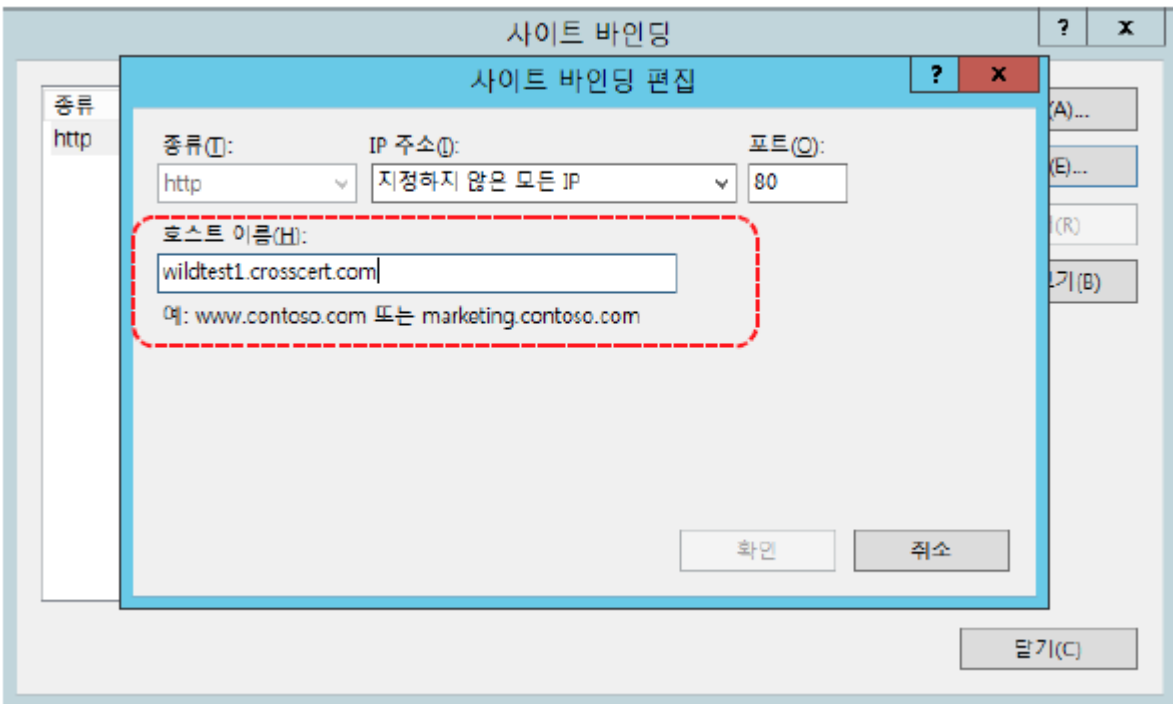 사이트 바인딩
? x
사이트 바인딩 편집
? x
종류
http
종류(T):
IP 주소(I):
포트(O):
http
지정하지 않은 모든 IP
80
호스트 이름(H):
wildtest1.crosscert.com
예: www.contoso.com 또는 marketing.contoso.com
(A)...
(E)...
(R)
기(B)
확인
취소
닫기(C)